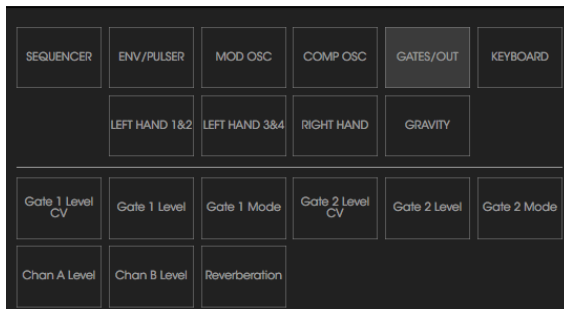 SEQUENCER
ENV/PULSER
MOD OSC
COMP OSC
GATES/OUT
KEYBOARD
LEFT HAND 1&2
LEFT HAND 3&4
RIGHT HAND
GRAVITY
Gate 1 Level
CV
Gate 1 Level
Gate 1 Mode
Gate 2 Level
CV
Gate 2 Level
Gate 2 Mode
Chan A Level
Chan B Level
Reverberation